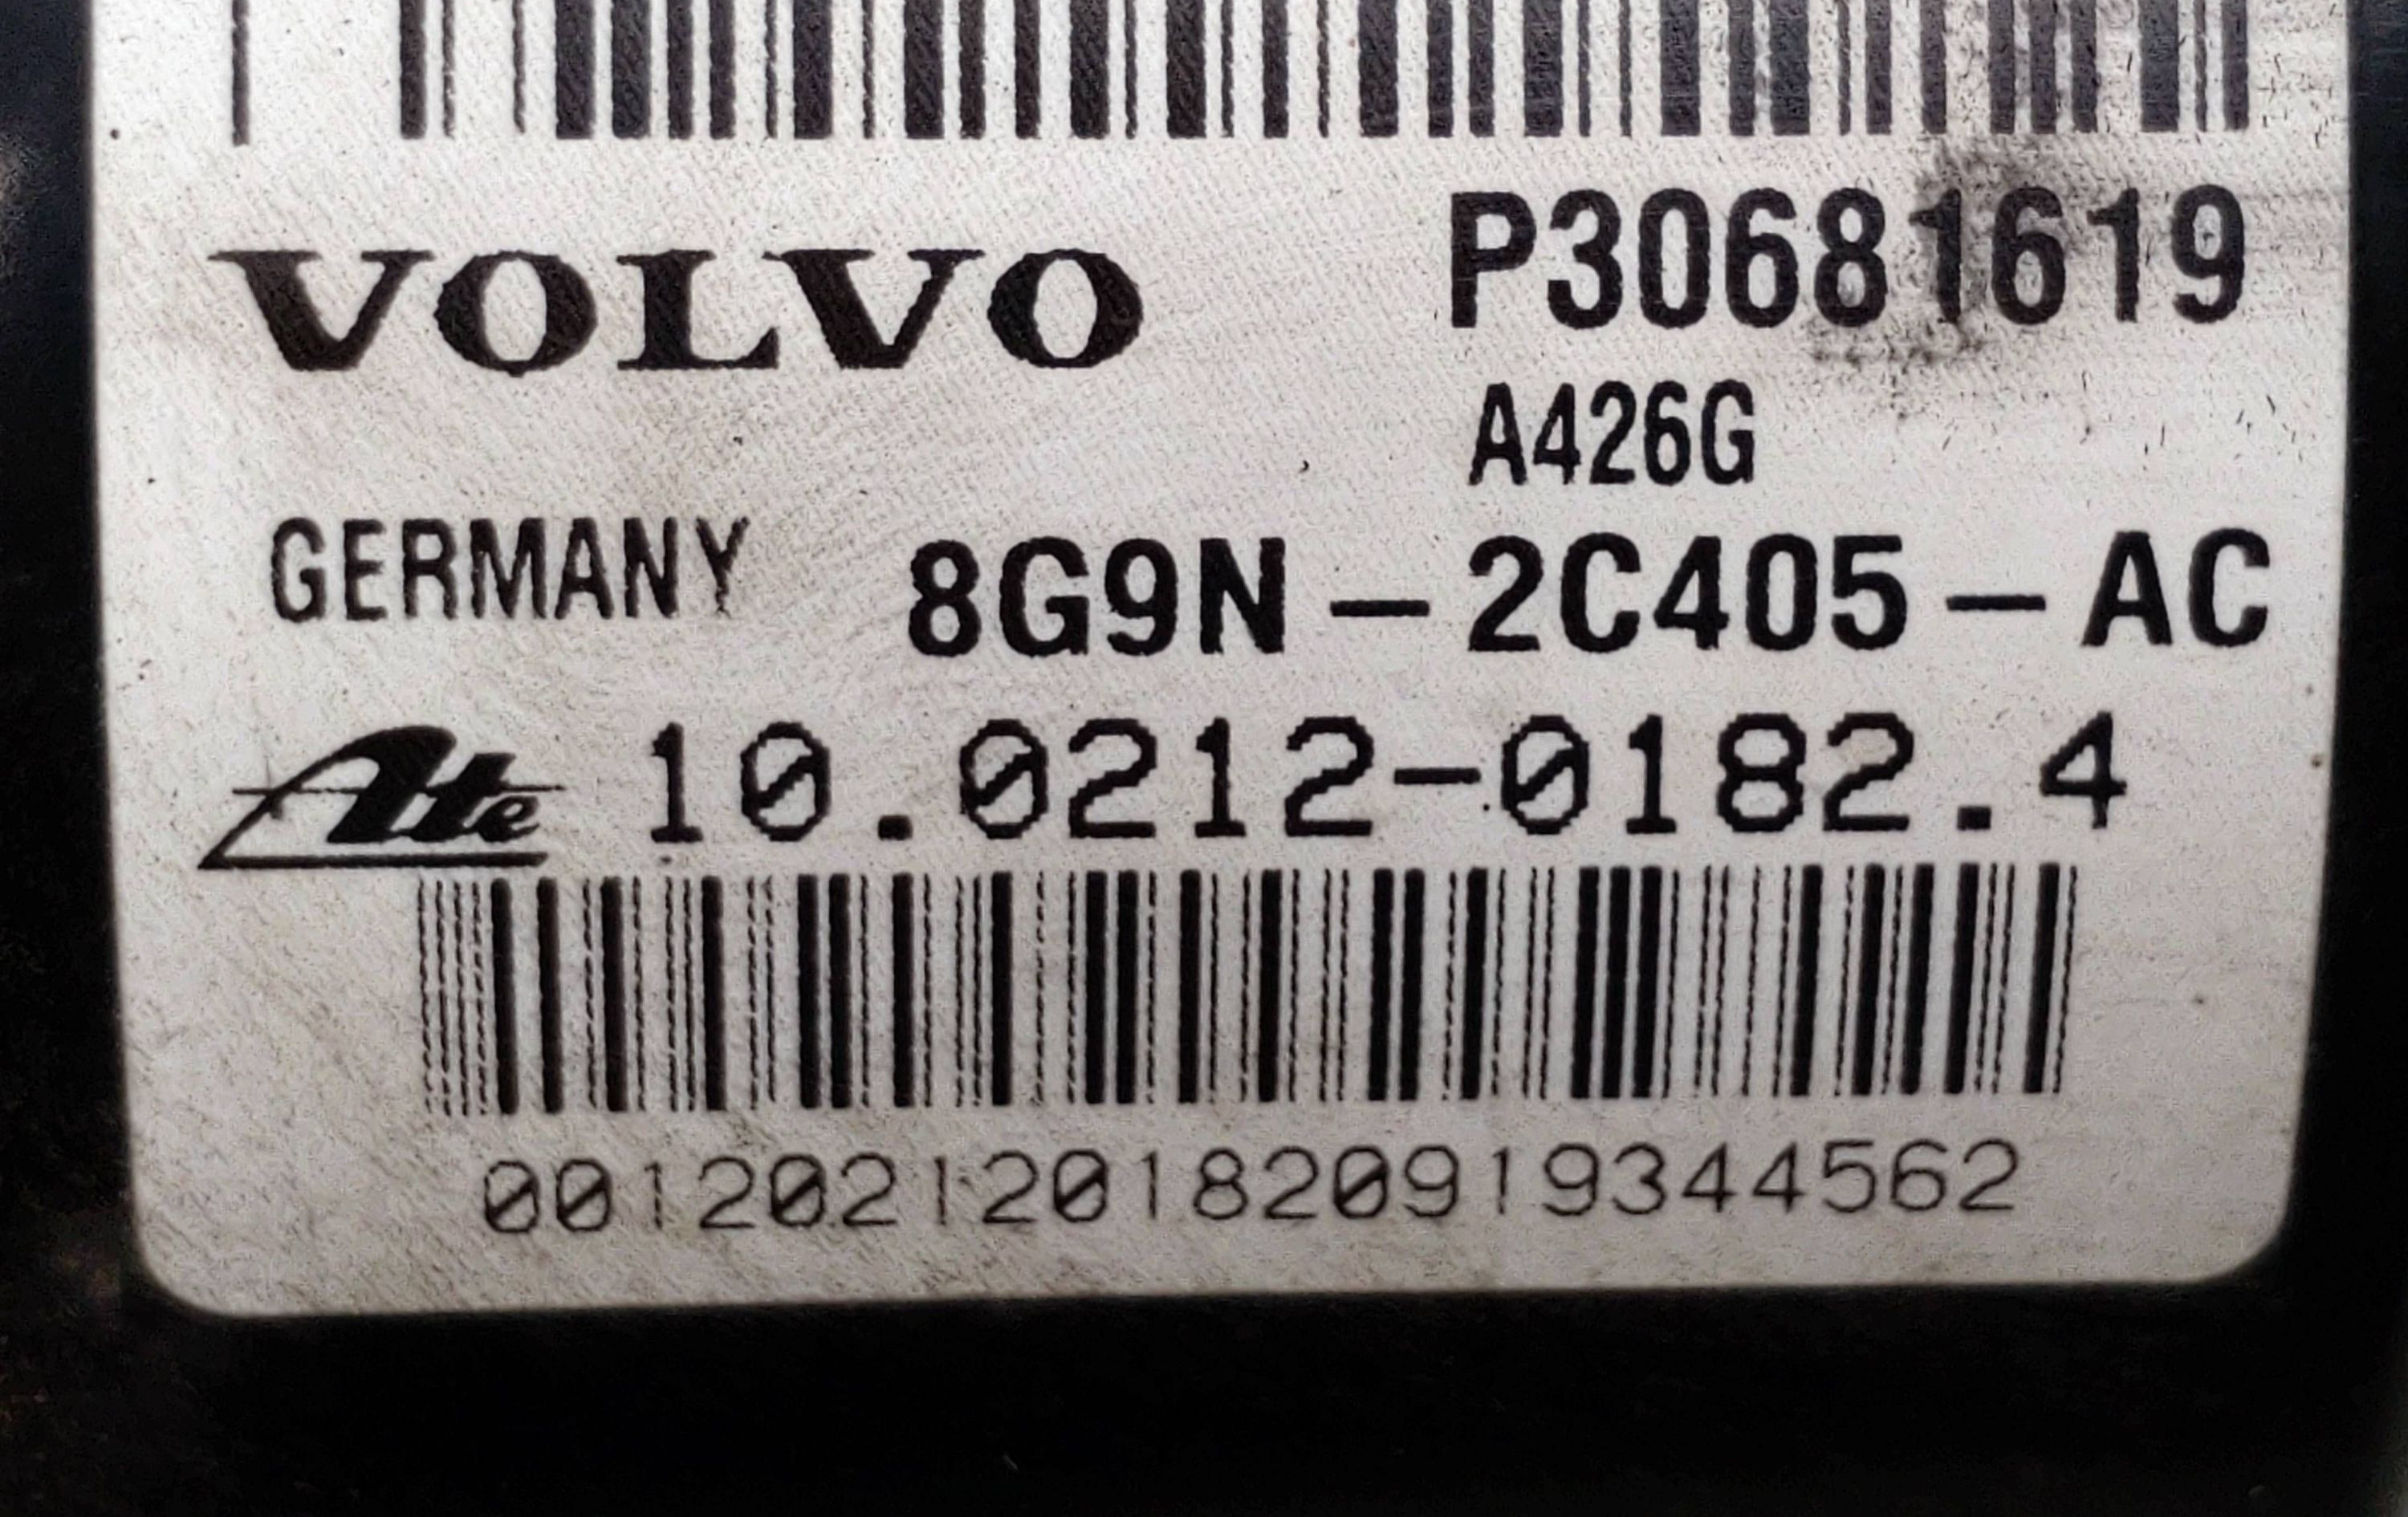 P30681619
VOLVO
A426G
GERMANY 8G9N-2C405-AC
Ate 10.0212-0182.4
0012021201820919344562